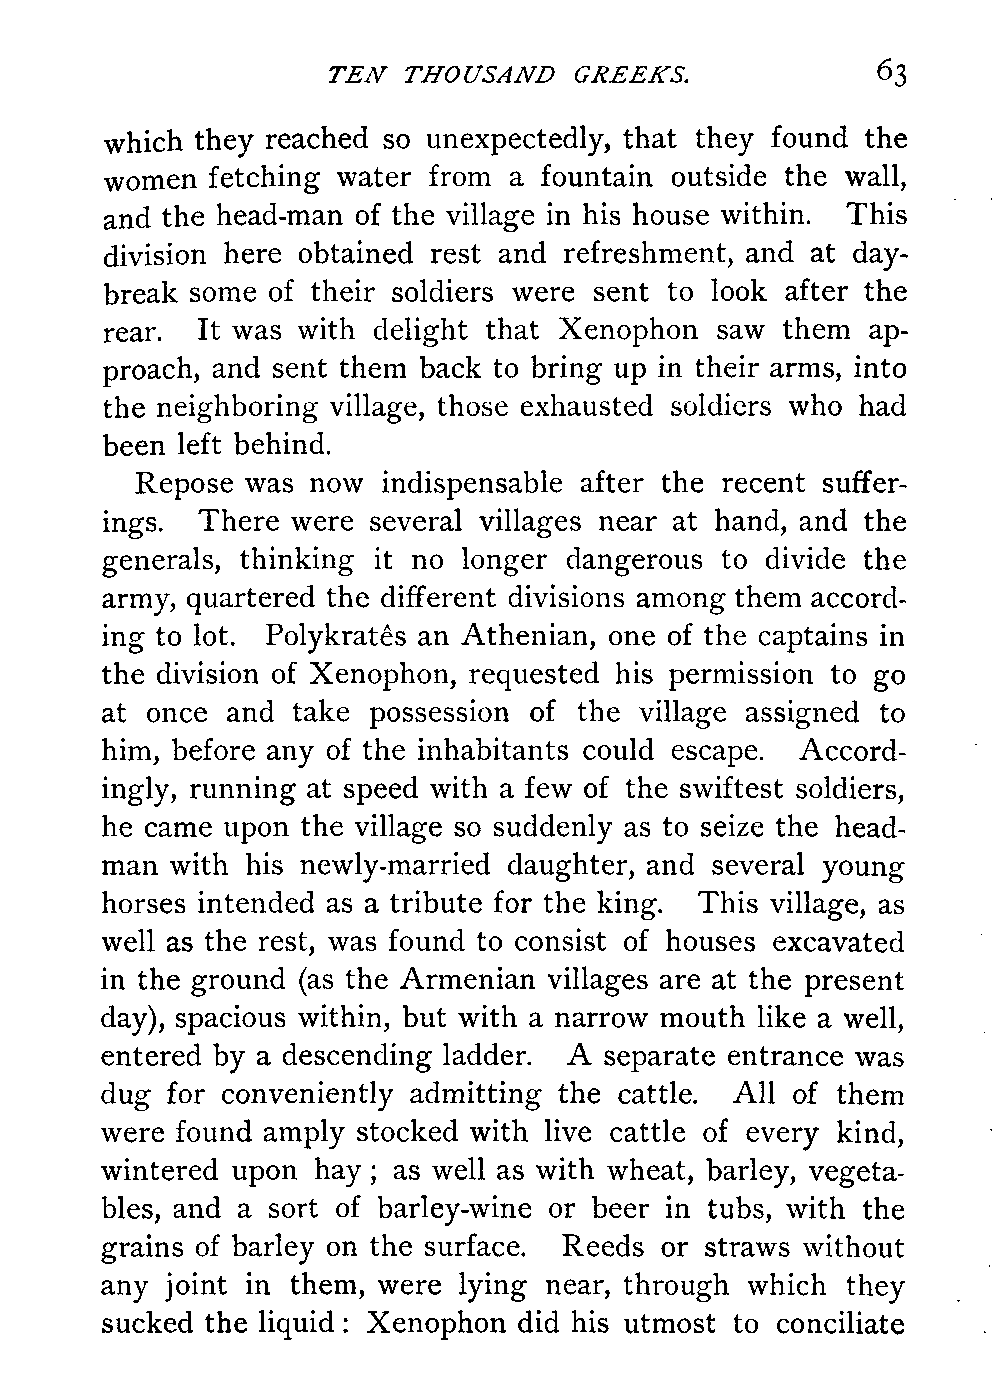 TEN THOUSAND GREEKS. 63
which they reached so unexpectedly, that they found the
women fetching water from a fountain outside the wall,
and the head-man of the village in his house within. This
division here obtained rest and refreshment, and at day-
break some of their soldiers were sent to look after the
rear. It was with delight that Xenophon saw them ap-
proach, and sent them back to bring up in their arms, into
the neighboring village, those exhausted soldiers who had
been left behind.
Repose was now indispensable after the recent suffer-
ings. There were several villages near at hand, and the
generals, thinking it no longer dangerous to divide the
army, quartered the different divisions among them accord-
ing to lot. Polykratês an Athenian, one of the captains in
the division of Xenophon, requested his permission to go
at once and take possession of the village assigned to
him, before any of the inhabitants could escape. Accord-
ingly, running at speed with a few of the swiftest soldiers,
he came upon the village so suddenly as to seize the head-
man with his newly-married daughter, and several young
horses intended as a tribute for the king. This village, as
well as the rest, was found to consist of houses excavated
in the ground (as the Armenian villages are at the present
day), spacious within, but with a narrow mouth like a well,
entered by a descending ladder. A separate entrance was
dug for conveniently admitting the cattle. All of them
were found amply stocked with live cattle of every kind,
wintered upon hay ; as well as with wheat, barley, vegeta-
bles, and a sort of barley-wine or beer in tubs, with the
grains of barley on the surface. Reeds or straws without
any joint in them, were lying near, through which they
sucked the liquid : Xenophon did his utmost to conciliate